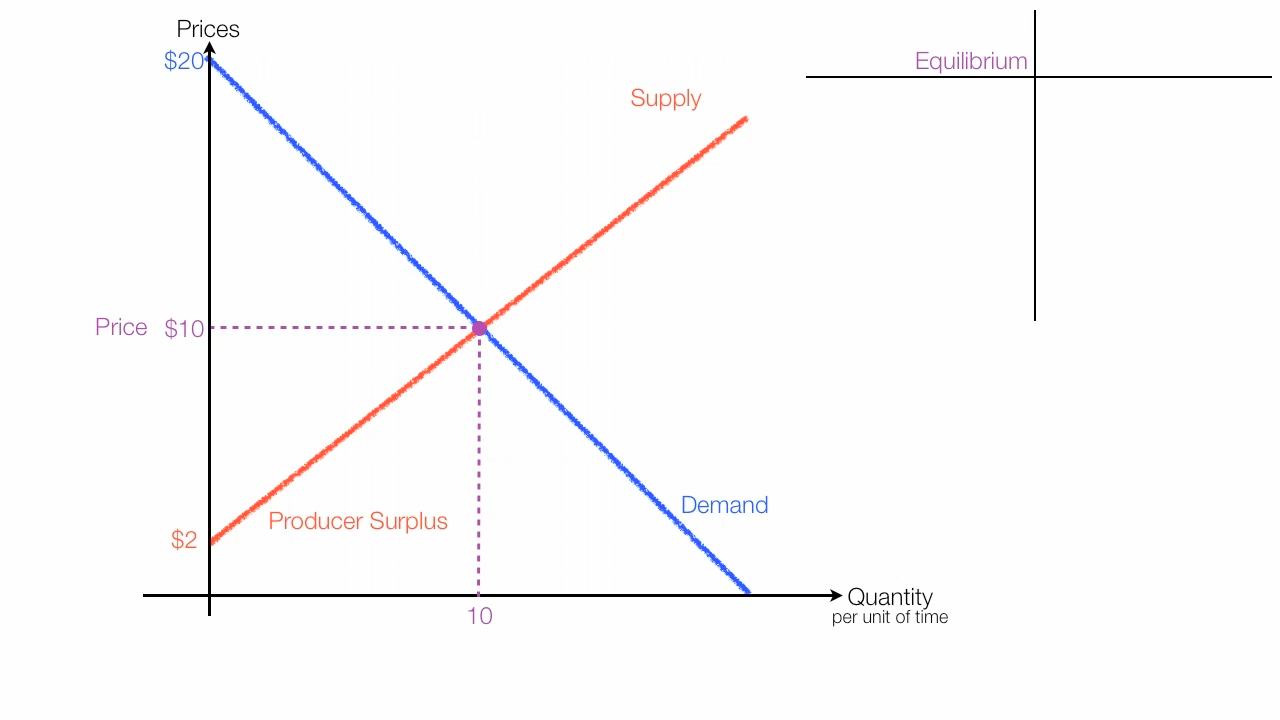 Prices
$20
Equilibrium
Supply
Price $10
Demand
Producer Surplus
$2
Quantity
per unit of time
10